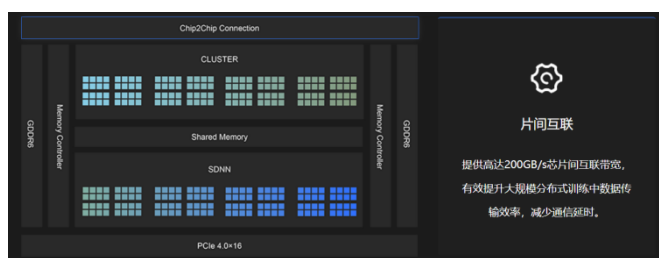 Chip2Chip Connection
CLUSTER
GDDR6
Memory Controller
Shared Memory
Memory Controller
GDDR6
SDNN
PCIe 4.0×16
片间互联
提供高达200GB/s芯片间互联带宽，
有效提升大规模分布式训练中数据传
输效率，减少通信延时。